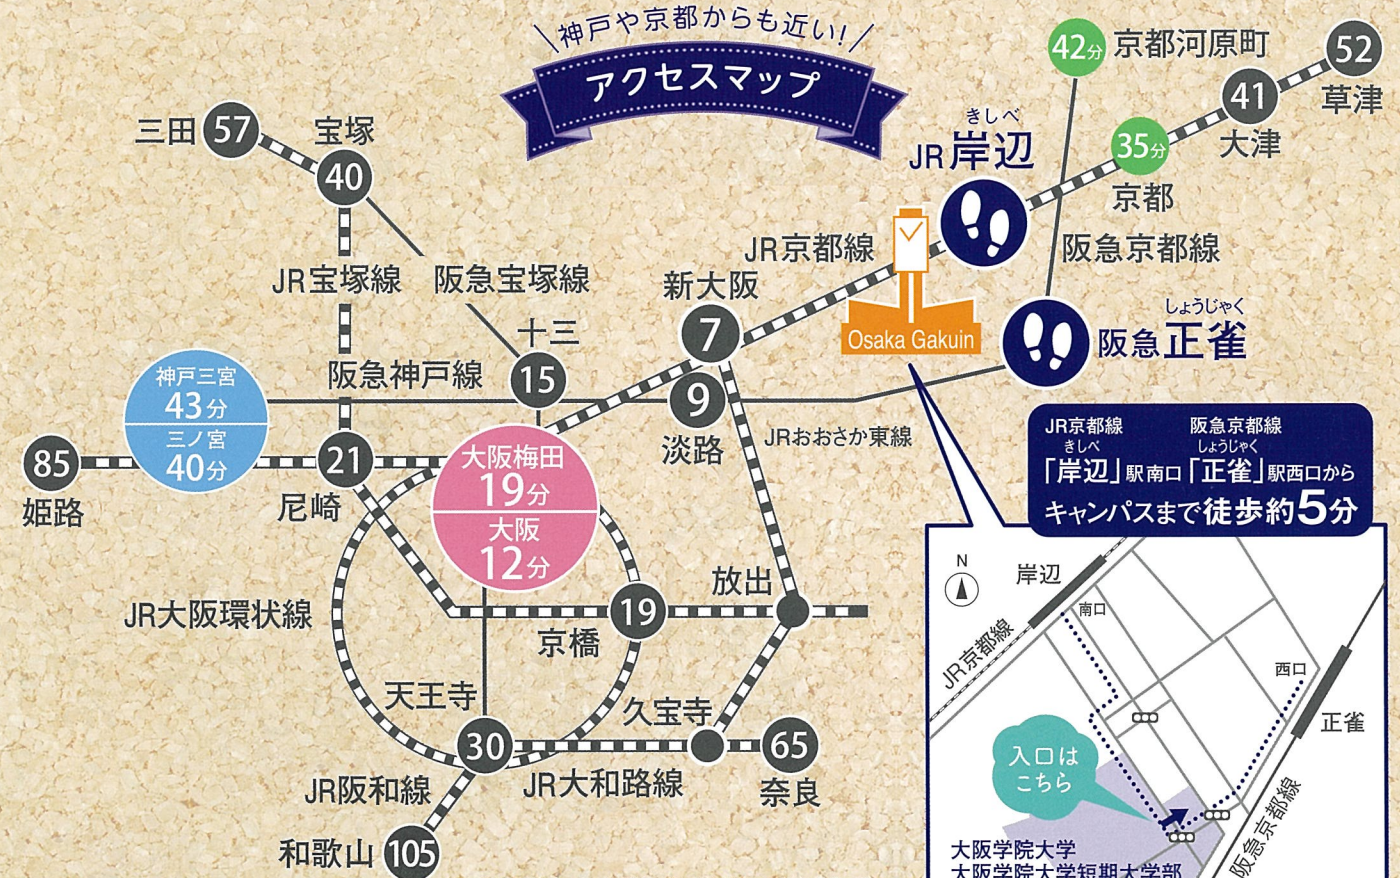 神戸や京都からも近い!
アクセスマップ
42分 京都河原町
52
草津
41
大津
35分
京都
三田 57
宝塚
40
きしべ
JR岸辺
JR京都線
阪急京都線
JR宝塚線
阪急宝塚線
新大阪
7
Osaka Gakuin
しょうじゃく
阪急正雀
十三
15
阪急神戸線
神戸三宮
43分
三ノ宮
40分
9
淡路
JRおおさか東線
85
姫路
21
尼崎
大阪梅田
19分
大阪
12分
JR京都線 阪急京都線
きしべ しょうじゃく
「岸辺」駅南口「正雀」駅西口から
キャンパスまで徒歩約5分
放出
JR大阪環状線
19
京橋
天王寺
30
久宝寺
65
奈良
JR阪和線
JR大和路線
和歌山 105
N
岸辺
南口
JR京都線
西口
正雀
入口は
こちら
阪急京都線
大阪学院大学
大阪学院大学短期大学部